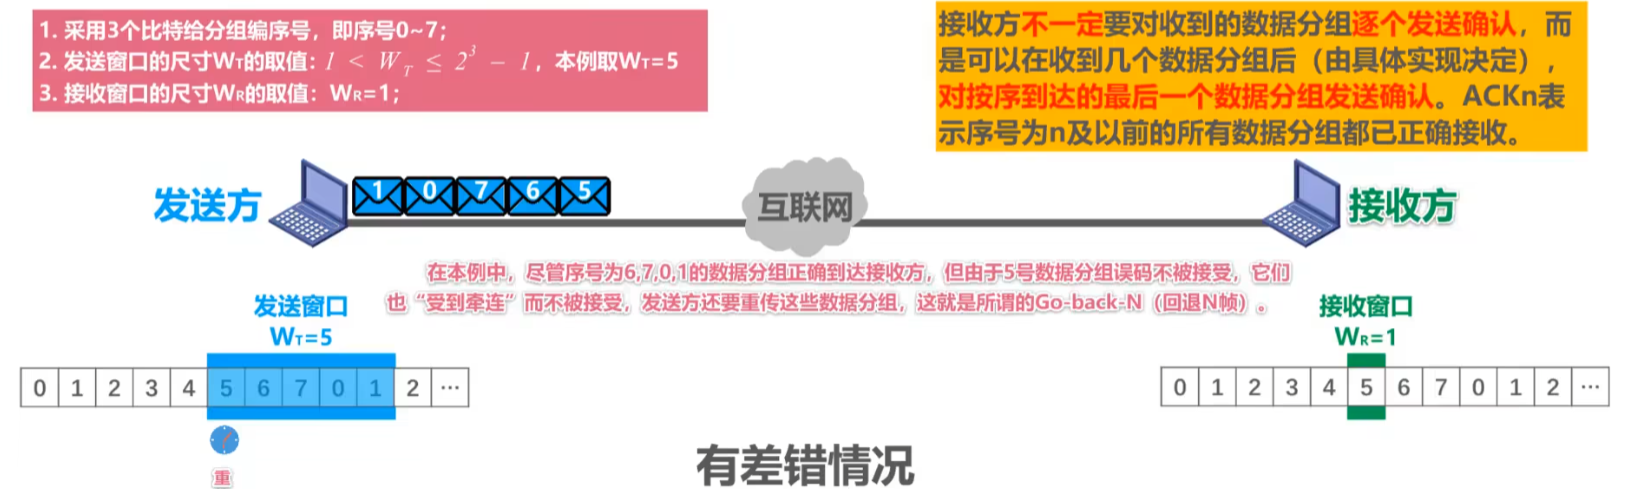 1. 采用3个比特给分组编序号，即序号0~7；
2. 发送窗口的尺寸WT的取值：1 < W_T ≤ 2^3 − 1，本例取WT=5
3. 接收窗口的尺寸WR的取值：WR=1；
接收方不一定要对收到的数据分组逐个发送确认，而
是可以在收到几个数据分组后（由具体实现决定），
对按序到达的最后一个数据分组发送确认。ACKn表
示序号为n及以前的所有数据分组都已正确接收。
发送方
1 0 7 6 5
互联网
接收方
在本例中，尽管序号为6,7,0,1的数据分组正确到达接收方，但由于5号数据分组误码不被接受，它们
也“受到牵连”而不被接受，发送方还要重传这些数据分组，这就是所谓的Go-back-N（回退N帧）。
发送窗口
WT=5
接收窗口
WR=1
0 1 2 3 4 5 6 7 0 1 2 ···
0 1 2 3 4 5 6 7 0 1 2 ···
重
有差错情况